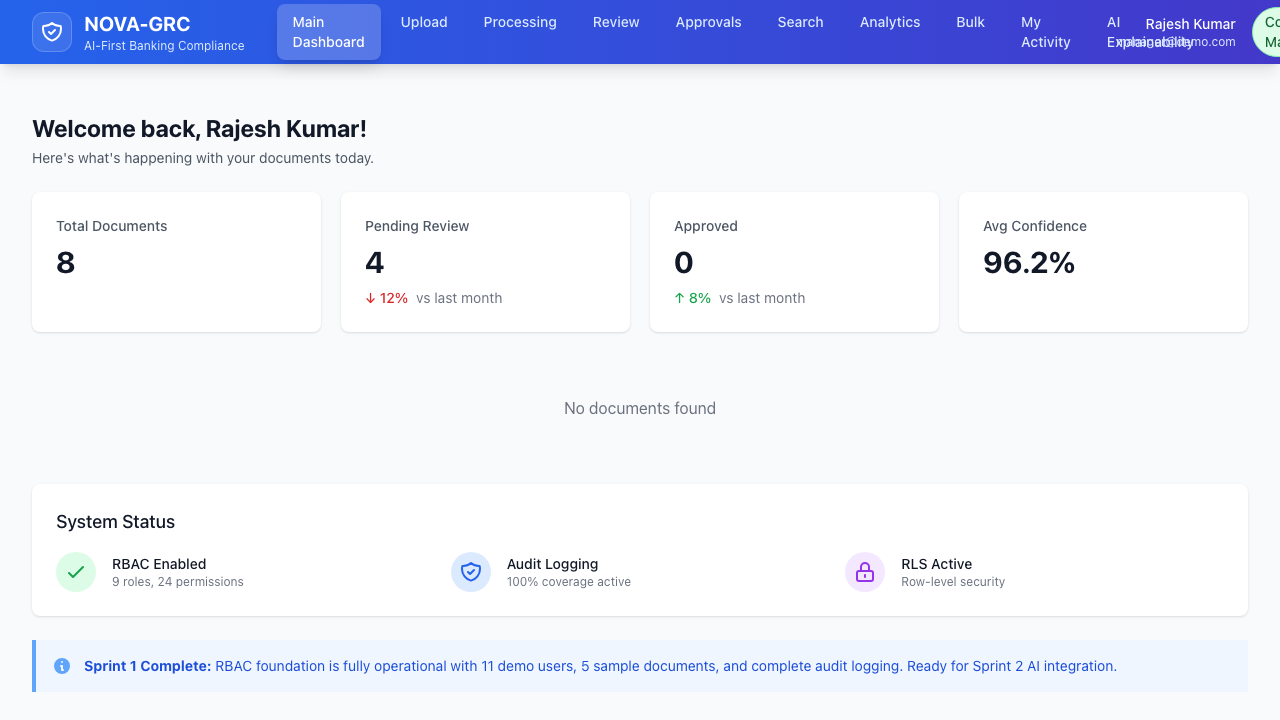 NOVA-GRC
AI-First Banking Compliance
Main
Dashboard
Upload
Processing
Review
Approvals
Search
Analytics
Bulk
My
Activity
AI
Explainability
Rajesh Kumar
Welcome back, Rajesh Kumar!
Here's what's happening with your documents today.
Total Documents
8
Pending Review
4
↓ 12% vs last month
Approved
0
↑ 8% vs last month
Avg Confidence
96.2%
No documents found
System Status
RBAC Enabled
9 roles, 24 permissions
Audit Logging
100% coverage active
RLS Active
Row-level security
Sprint 1 Complete: RBAC foundation is fully operational with 11 demo users, 5 sample documents, and complete audit logging. Ready for Sprint 2 AI integration.